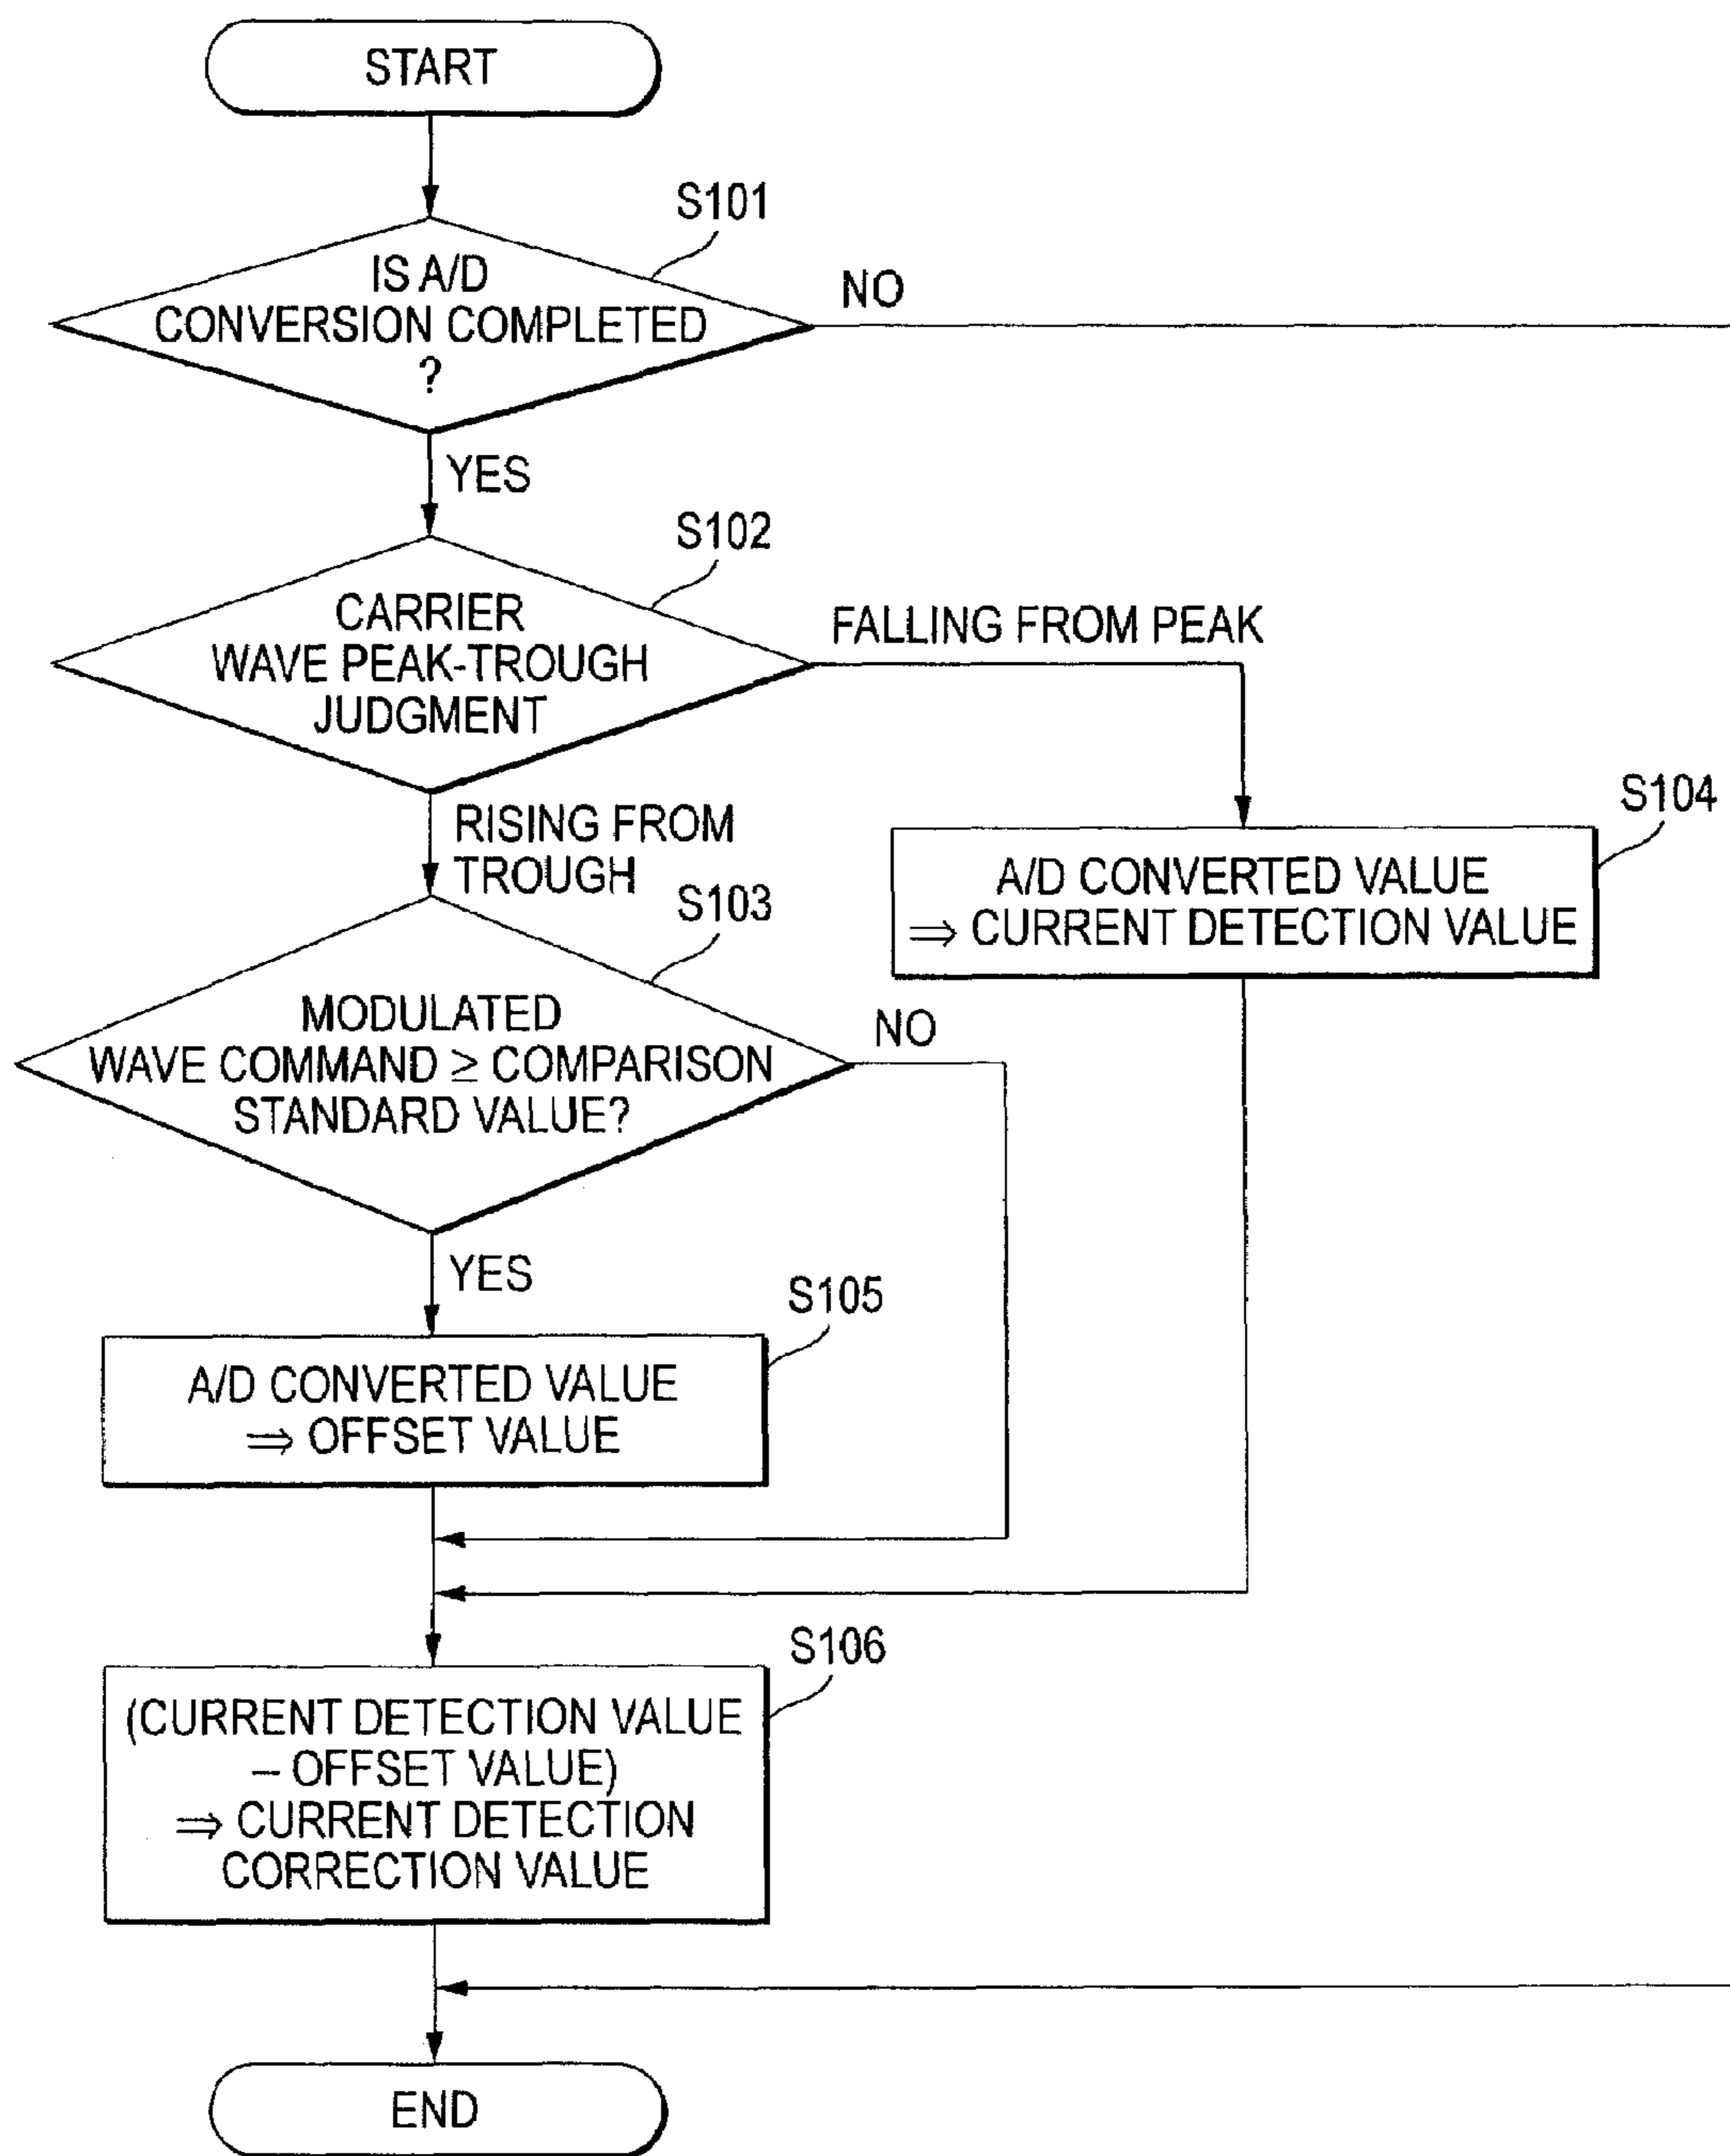 START
S101
IS A/D
CONVERSION COMPLETED
?
NO
YES
S102
CARRIER
WAVE PEAK-TROUGH
JUDGMENT
FALLING FROM PEAK
RISING FROM
TROUGH
S104
A/D CONVERTED VALUE
⇒ CURRENT DETECTION VALUE
S103
MODULATED
WAVE COMMAND ≥ COMPARISON
STANDARD VALUE?
NO
YES
S105
A/D CONVERTED VALUE
⇒ OFFSET VALUE
S106
(CURRENT DETECTION VALUE
– OFFSET VALUE)
⇒ CURRENT DETECTION
CORRECTION VALUE
END